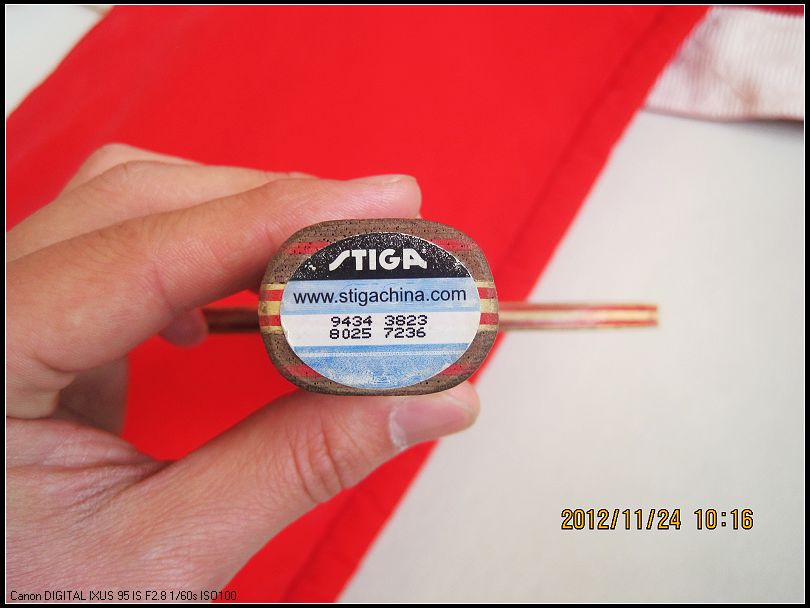 STIGA
www.stigachina.com
9434 3823
8025 7236
2012/11/24 10:16
Canon DIGITAL IXUS 95 IS F2.8 1/60s ISO100